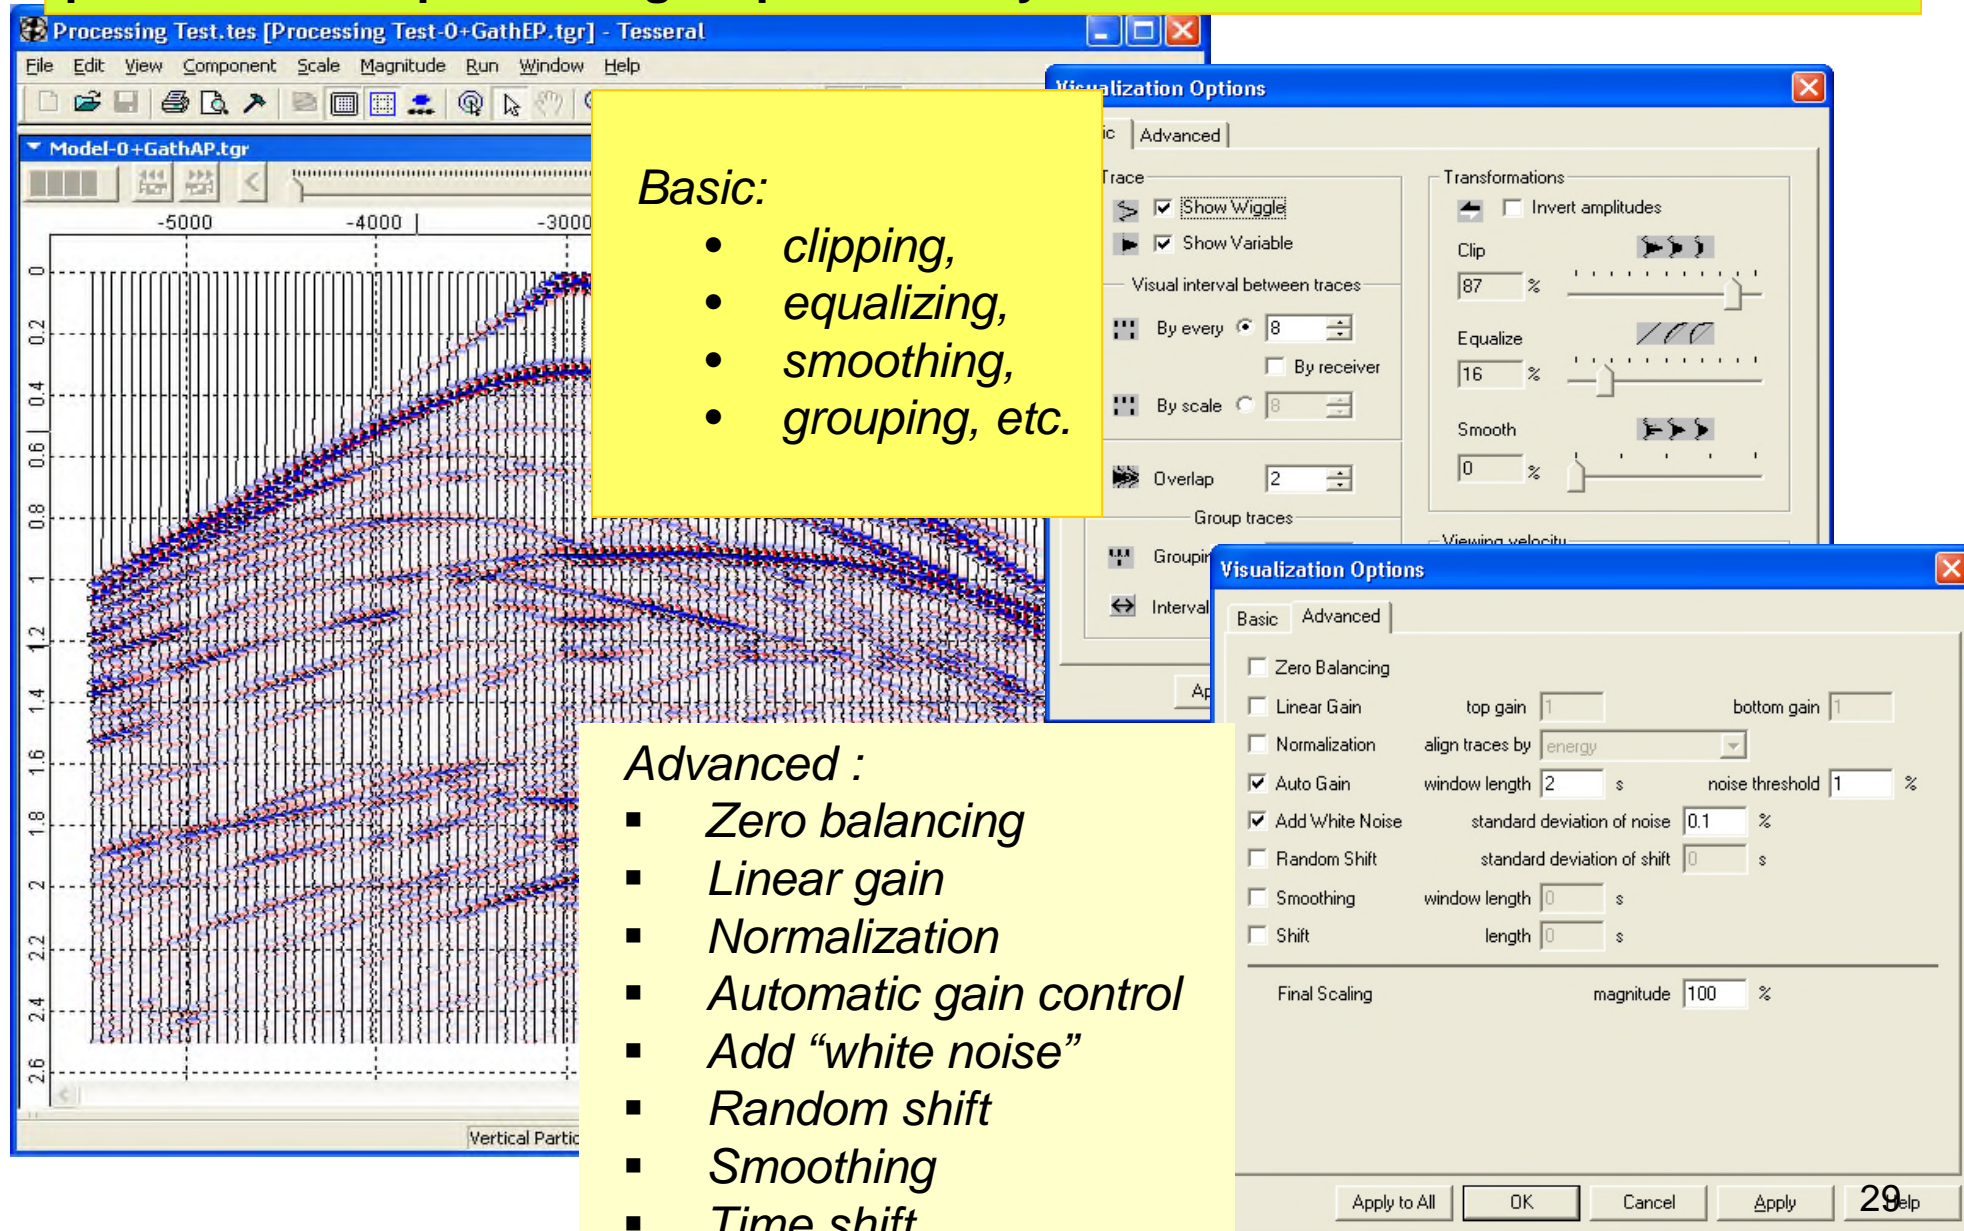 Processing Test.tes [Processing Test-0+GathEP.tgr] - Tesseral
File Edit View Component Scale Magnitude Run Window Help
Model-0+GathAP.tgr
-5000 -4000 -3000
0
0.2
0.4
0.6
0.8
1
1.2
1.4
1.6
1.8
2
2.2
2.4
2.6
Vertical
Basic:
• clipping,
• equalizing,
• smoothing,
• grouping, etc.
Advanced :
▪ Zero balancing
▪ Linear gain
▪ Normalization
▪ Automatic gain control
▪ Add “white noise”
▪ Random shift
▪ Smoothing
▪ Time shift
Visualization Options
Advanced
Trace
Show Wiggle
Show Variable
Visual interval between traces
By every 8
By receiver
By scale 8
Overlap 2
Group traces
Interval
Transformations
Invert amplitudes
Clip
87 %
Equalize
16 %
Smooth
0 %
Viewing velocity
Visualization Options
Basic Advanced
Zero Balancing
Linear Gain top gain 1 bottom gain 1
Normalization align traces by energy
Auto Gain window length 2 s noise threshold 1 %
Add White Noise standard deviation of noise 0.1 %
Random Shift standard deviation of shift 0 s
Smoothing window length 0 s
Shift length 0 s
Final Scaling magnitude 100 %
Apply to All OK Cancel Apply
29